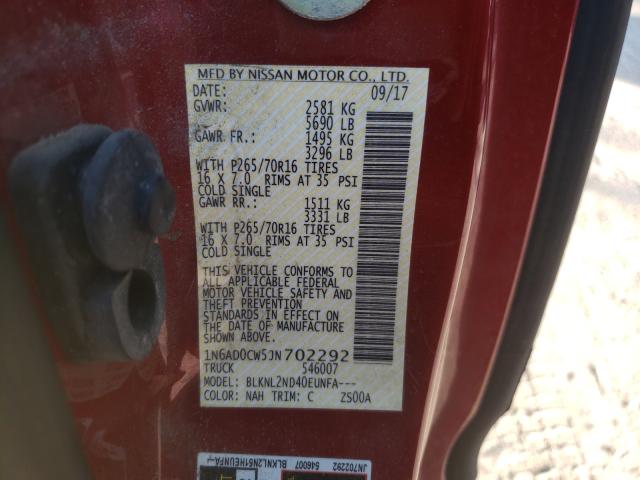 MFD BY NISSAN MOTOR CO., LTD.
DATE: 09/17
GVWR: 2581 KG
5690 LB
GAWR FR.: 1495 KG
3296 LB
WITH P265/70R16 TIRES
16 X 7.0 RIMS AT 35 PSI
COLD SINGLE
GAWR RR.: 1511 KG
3331 LB
WITH P265/70R16 TIRES
16 X 7.0 RIMS AT 35 PSI
COLD SINGLE
THIS VEHICLE CONFORMS TO
ALL APPLICABLE FEDERAL
MOTOR VEHICLE SAFETY AND
THEFT PREVENTION
STANDARDS IN EFFECT ON
THE DATE OF MANUFACTURE
SHOWN ABOVE.
1N6AD0CW5JN702292
TRUCK 546007
MODEL: BLKNL2ND40EUNFA---
COLOR: NAH TRIM: C ZS00A
JN702292 546007 BLKNL2N61HEUNFA-